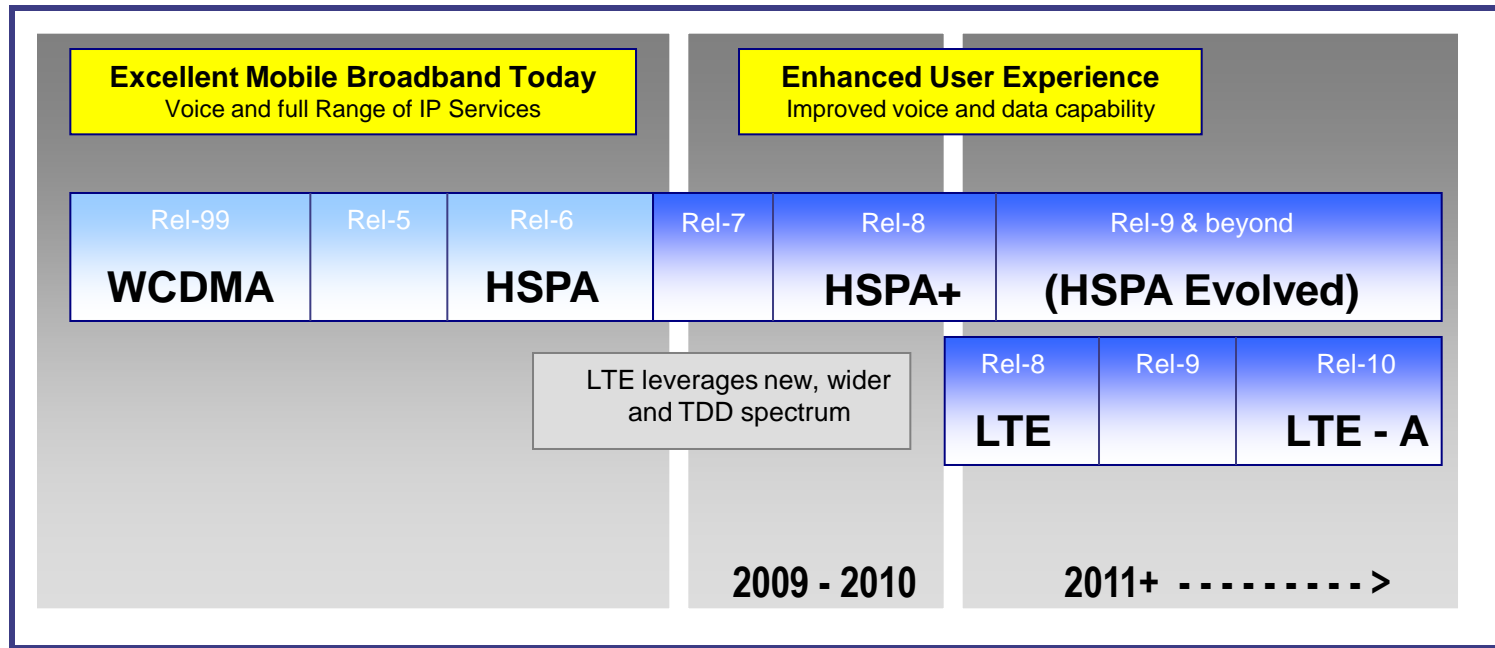 Excellent Mobile Broadband Today
Voice and full Range of IP Services
Enhanced User Experience
Improved voice and data capability
Rel-99
WCDMA
Rel-5
Rel-6
HSPA
Rel-7
Rel-8
HSPA+
Rel-9 & beyond
(HSPA Evolved)
LTE leverages new, wider
and TDD spectrum
Rel-8
LTE
Rel-9
Rel-10
LTE - A
2009 - 2010
2011+ - - - - - - - - - >